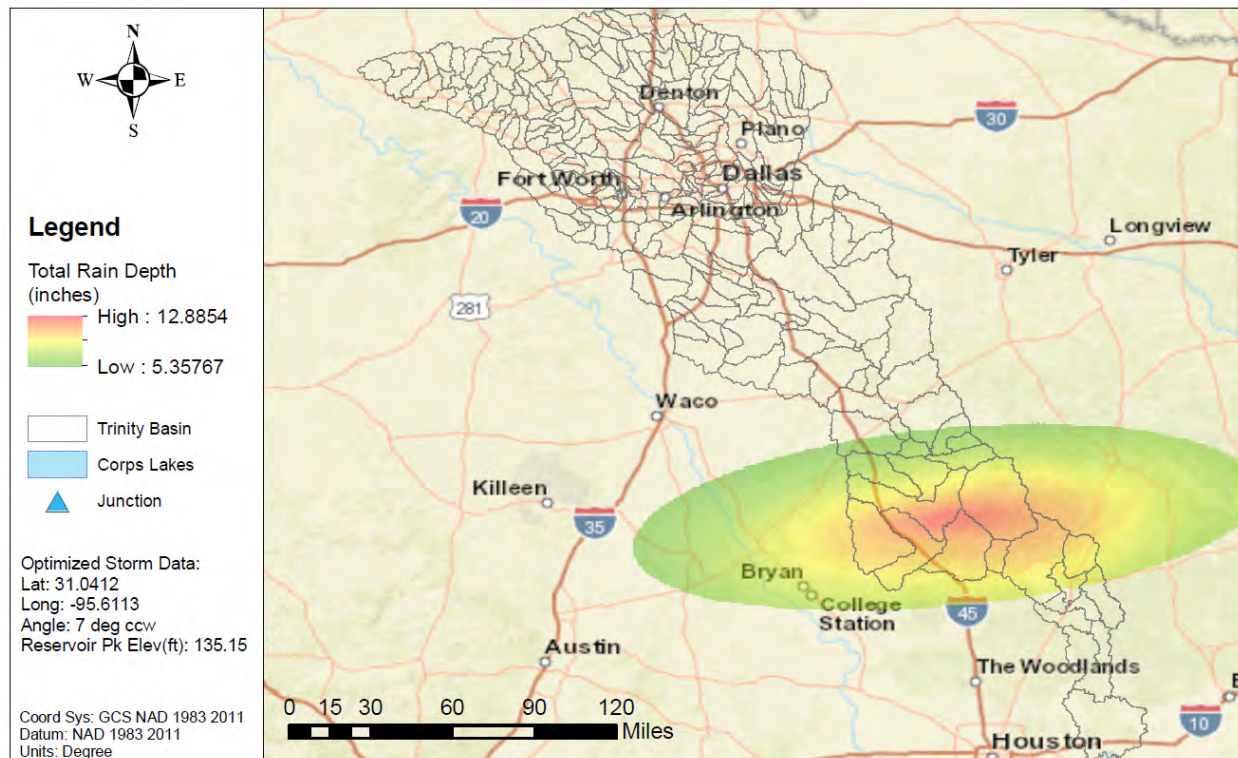 N
W E
S
Legend
Total Rain Depth
(inches)
High : 12.8854
Low : 5.35767
Trinity Basin
Corps Lakes
Junction
Optimized Storm Data:
Lat: 31.0412
Long: -95.6113
Angle: 7 deg ccw
Reservoir Pk Elev(ft): 135.15
Coord Sys: GCS NAD 1983 2011
Datum: NAD 1983 2011
Units: Degree
Denton
30
Plano
Dallas
Fort Worth
Arlington
20
Longview
Tyler
281
Waco
Killeen
35
Bryan
College
Station
45
Austin
The Woodlands
B
10
Houston
0 15 30 60 90 120
Miles